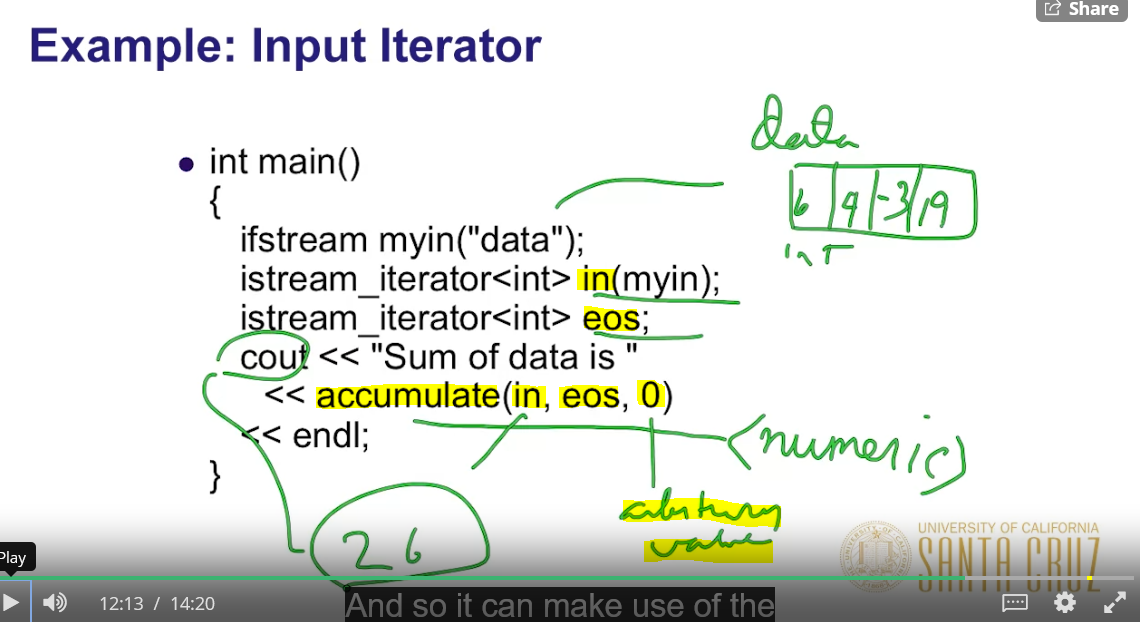 Share
Example: Input Iterator
data
int main()
{
6 4 -3 19
int
ifstream myin("data");
istream_iterator<int> in(myin);
istream_iterator<int> eos;
cout << "Sum of data is "
<< accumulate(in, eos, 0)
<< endl;
<numeric>
}
value
26
UNIVERSITY OF CALIFORNIA
SANTA CRUZ
Play
12:13 / 14:20
And so it can make use of the